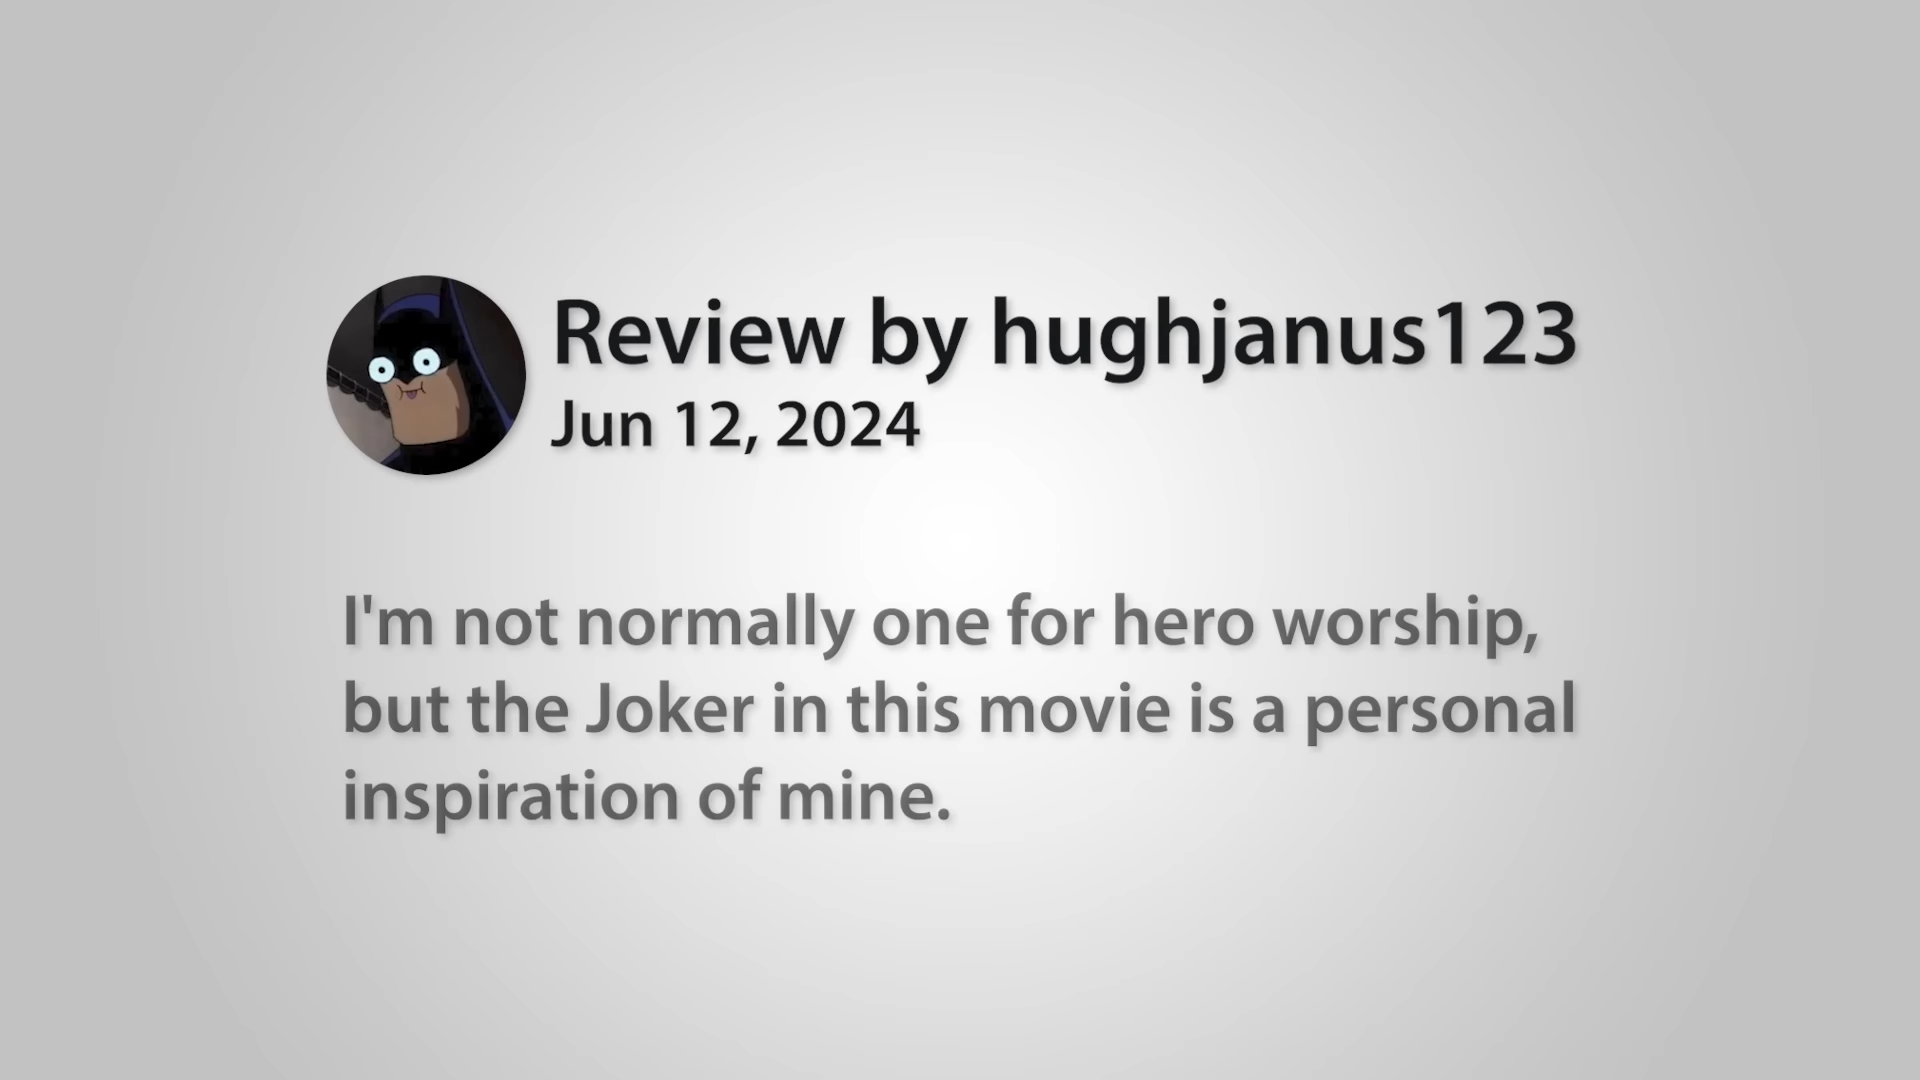 Review by hughjanus123
Jun 12, 2024
I'm not normally one for hero worship,
but the Joker in this movie is a personal
inspiration of mine.